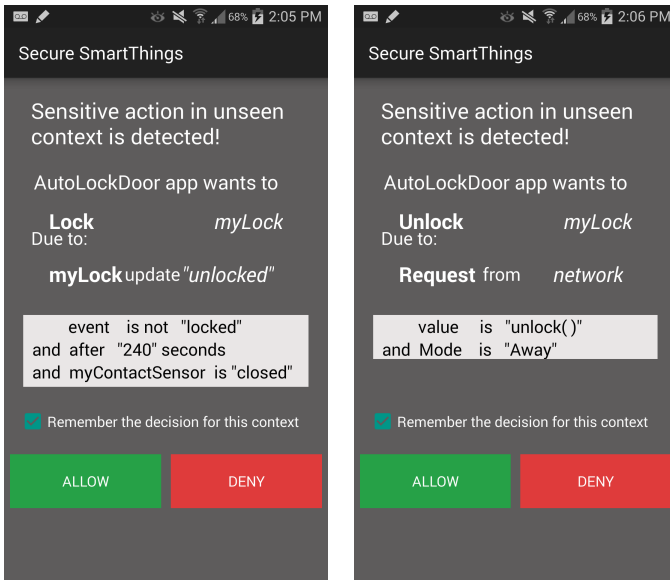 68% 2:05 PM
Secure SmartThings
Sensitive action in unseen
context is detected!
AutoLockDoor app wants to
Lock myLock
Due to:
myLock update "unlocked"
event is not "locked"
and after "240" seconds
and myContactSensor is "closed"
Remember the decision for this context
ALLOW DENY
68% 2:06 PM
Secure SmartThings
Sensitive action in unseen
context is detected!
AutoLockDoor app wants to
Unlock myLock
Due to:
Request from network
value is "unlock( )"
and Mode is "Away"
Remember the decision for this context
ALLOW DENY